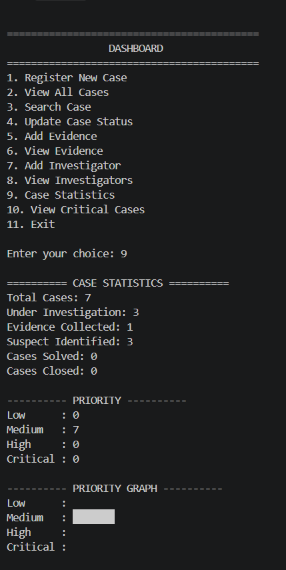 ==========================================
DASHBOARD
==========================================
1. Register New Case
2. View All Cases
3. Search Case
4. Update Case Status
5. Add Evidence
6. View Evidence
7. Add Investigator
8. View Investigators
9. Case Statistics
10. View Critical Cases
11. Exit
Enter your choice: 9
========== CASE STATISTICS ==========
Total Cases: 7
Under Investigation: 3
Evidence Collected: 1
Suspect Identified: 3
Cases Solved: 0
Cases Closed: 0
---------- PRIORITY ----------
Low : 0
Medium : 7
High : 0
Critical : 0
---------- PRIORITY GRAPH ----------
Low :
Medium : ███████
High :
Critical :